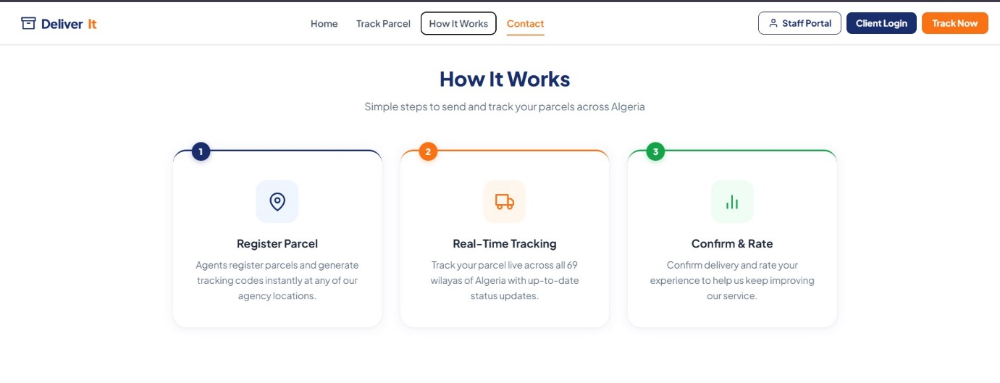 Deliver It
Home
Track Parcel
How It Works
Contact
Staff Portal
Client Login
Track Now
How It Works
Simple steps to send and track your parcels across Algeria
1
Register Parcel
Agents register parcels and generate
tracking codes instantly at any of our
agency locations.
2
Real-Time Tracking
Track your parcel live across all 69
wilayas of Algeria with up-to-date
status updates.
3
Confirm & Rate
Confirm delivery and rate your
experience to help us keep improving
our service.